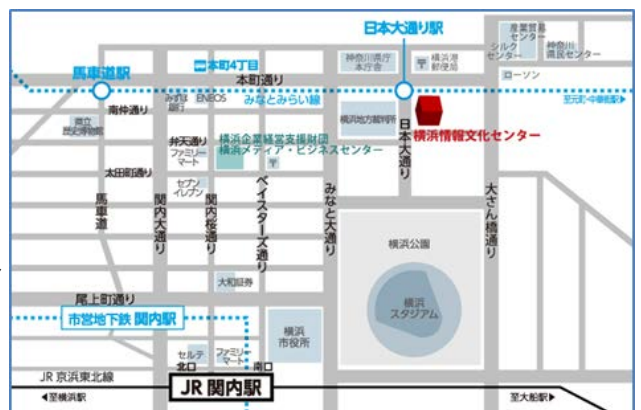 日本大通り駅
産業貿易
センター
シルク
センター
神奈川
県民センター
馬車道駅
本町4丁目
神奈川県庁
本庁舎
横浜港
郵便局
本町通り
ローソン
みずほ
銀行
ENEOS
みなとみらい線
南仲通り
至元町・中華街駅▶
県立
歴史博物館
横浜地方裁判所
日本大通り
横浜情報文化センター
弁天通り
ファミリー
マート
横浜企業経営支援財団
横浜メディア・ビジネスセンター
太田町通り
セブン
イレブン
馬車道
関内大通り
関内桜通り
ベイスターズ通り
みなと大通り
大さん橋通り
横浜公園
大和証券
横浜
スタジアム
尾上町通り
市営地下鉄 関内駅
横浜
市役所
セルテ
ファミリー
マート
北口
南口
JR 京浜東北線
JR 関内駅
◀至横浜駅
至大船駅▶